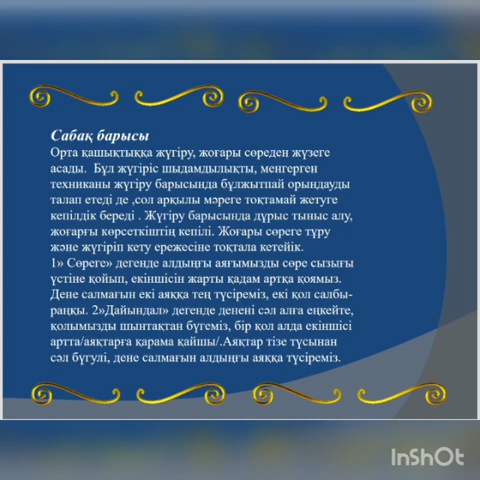 Сабақ барысы
Орта қашықтыққа жүгіру, жоғары сөреден жүзеге
асады. Бұл жүгіріс шыдамдылықты, менгерген
техниканы жүгіру барысында бұлжытпай орындауды
талап етеді де ,сол арқылы мәреге тоқтамай жетуге
кепілдік береді . Жүгіру барысында дұрыс тыныс алу,
жоғарғы көрсеткіштің кепілі. Жоғары сөреге тұру
және жүгіріп кету ережесіне тоқтала кетейік.
1» Сөреге» дегенде алдыңғы аяғымызды сөре сызығы
үстіне қойып, екіншісін жарты қадам артқа қоямыз.
Дене салмағын екі аяққа тең түсіреміз, екі қол салбы-
раңқы. 2»Дайындал» дегенде денені сәл алға еңкейте,
қолымызды шынтақтан бүгеміз, бір қол алда екіншісі
артта/аяқтарға қарама қайшы/.Аяқтар тізе тұсынан
сәл бүгулі, дене салмағын алдыңғы аяққа түсіреміз.
InShOt